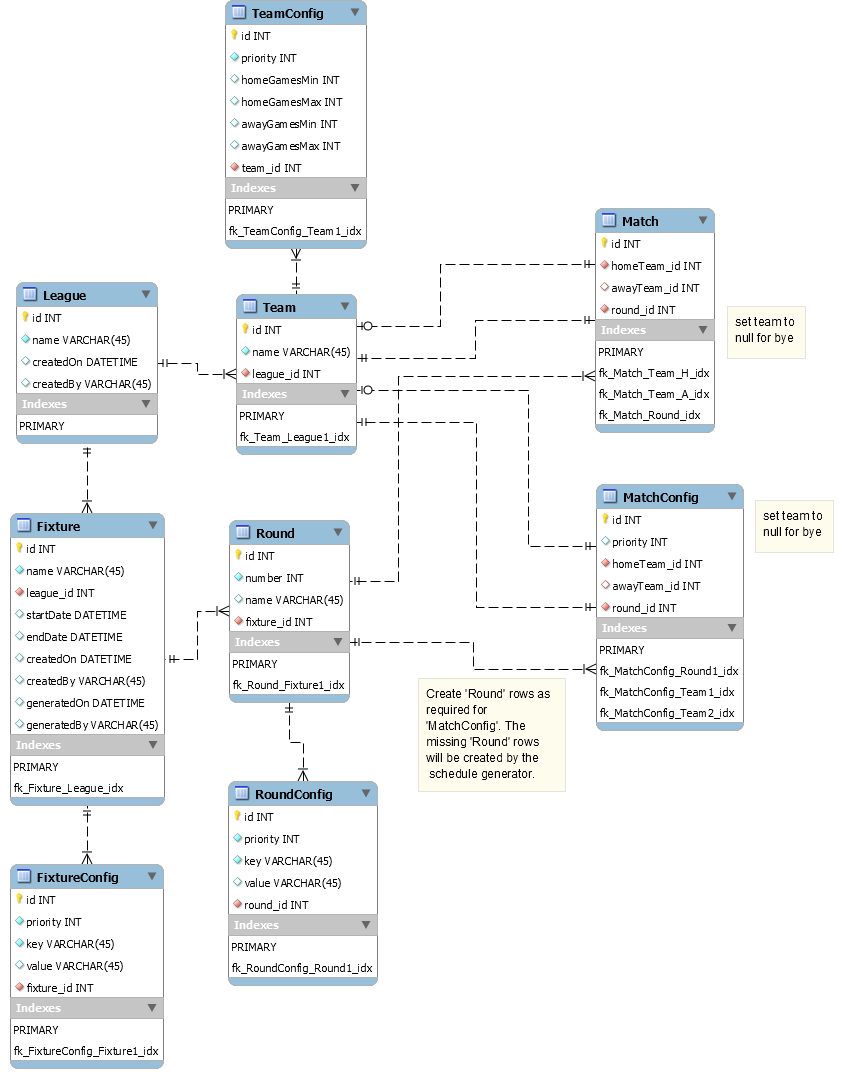 TeamConfig
id INT
priority INT
homeGamesMin INT
homeGamesMax INT
awayGamesMin INT
awayGamesMax INT
team_id INT
Indexes
PRIMARY
fk_TeamConfig_Team1_idx
Match
id INT
homeTeam_id INT
awayTeam_id INT
round_id INT
Indexes
PRIMARY
fk_Match_Team_H_idx
fk_Match_Team_A_idx
fk_Match_Round_idx
set team to
null for bye
League
id INT
name VARCHAR(45)
createdOn DATETIME
createdBy VARCHAR(45)
Indexes
PRIMARY
Team
id INT
name VARCHAR(45)
league_id INT
Indexes
PRIMARY
fk_Team_League1_idx
MatchConfig
id INT
priority INT
homeTeam_id INT
awayTeam_id INT
round_id INT
Indexes
PRIMARY
fk_MatchConfig_Round1_idx
fk_MatchConfig_Team1_idx
fk_MatchConfig_Team2_idx
set team to
null for bye
Fixture
id INT
name VARCHAR(45)
league_id INT
startDate DATETIME
endDate DATETIME
createdOn DATETIME
createdBy VARCHAR(45)
generatedOn DATETIME
generatedBy VARCHAR(45)
Indexes
PRIMARY
fk_Fixture_League_idx
Round
id INT
number INT
name VARCHAR(45)
fixture_id INT
Indexes
PRIMARY
fk_Round_Fixture1_idx
Create 'Round' rows as
required for
'MatchConfig'. The
missing 'Round' rows
will be created by the
schedule generator.
RoundConfig
id INT
priority INT
key VARCHAR(45)
value VARCHAR(45)
round_id INT
Indexes
PRIMARY
fk_RoundConfig_Round1_idx
FixtureConfig
id INT
priority INT
key VARCHAR(45)
value VARCHAR(45)
fixture_id INT
Indexes
PRIMARY
fk_FixtureConfig_Fixture1_idx